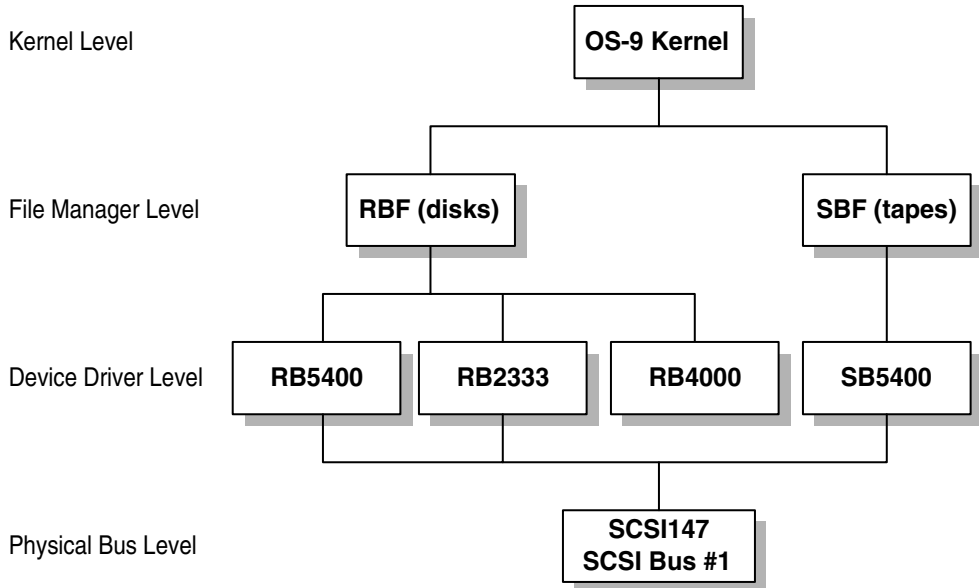 Kernel Level
OS-9 Kernel
File Manager Level
RBF (disks)
SBF (tapes)
Device Driver Level
RB5400
RB2333
RB4000
SB5400
Physical Bus Level
SCSI147
SCSI Bus #1